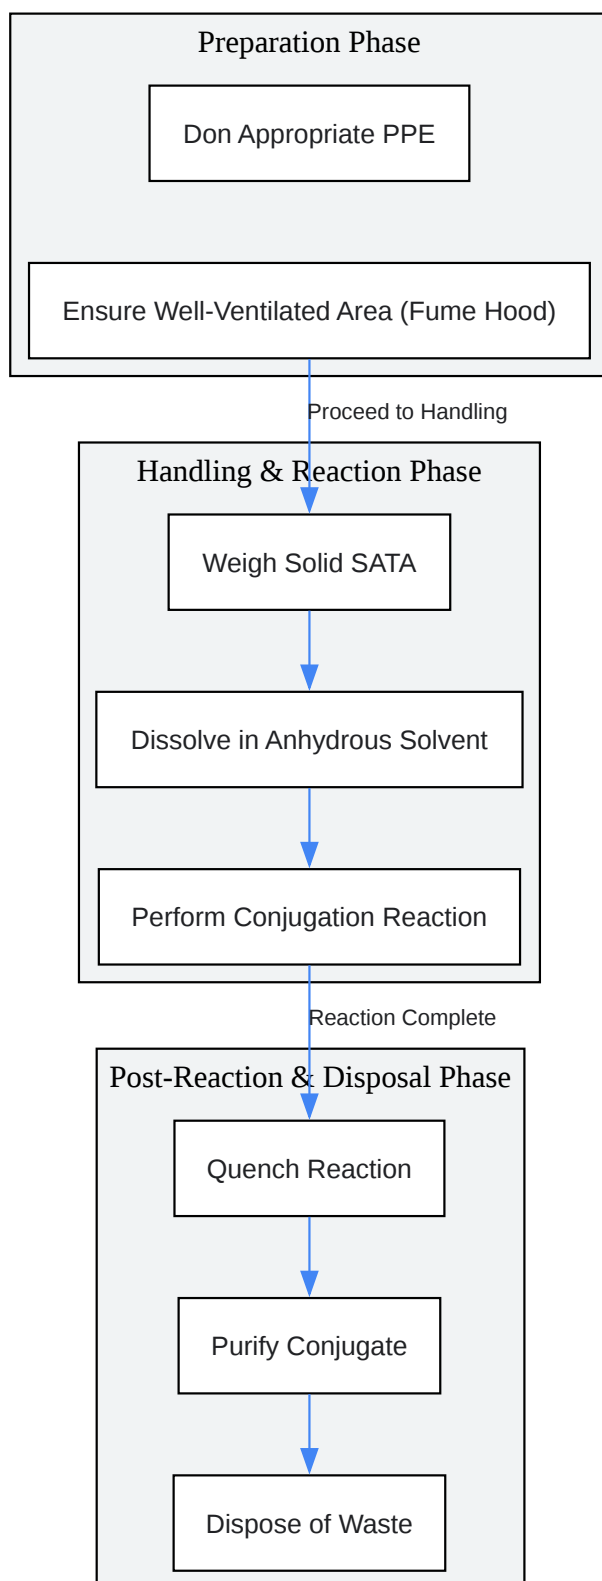 Preparation Phase
Don Appropriate PPE
Ensure Well-Ventilated Area (Fume Hood)
Proceed to Handling
Handling & Reaction Phase
Weigh Solid SATA
Dissolve in Anhydrous Solvent
Perform Conjugation Reaction
Reaction Complete
Post-Reaction & Disposal Phase
Quench Reaction
Purify Conjugate
Dispose of Waste